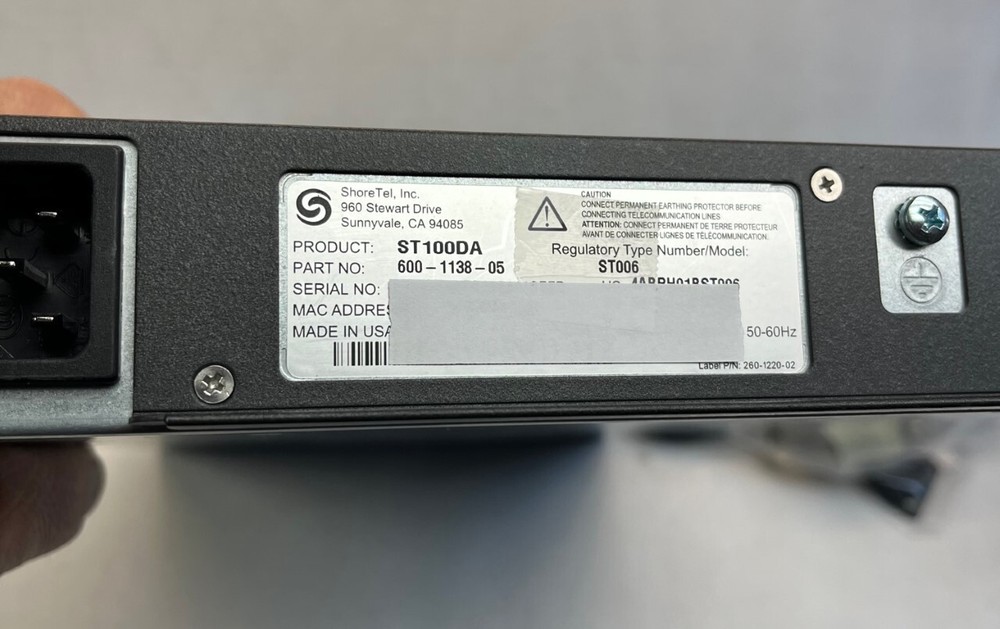 ShoreTel, Inc.
960 Stewart Drive
Sunnyvale, CA 94085
PRODUCT: ST100DA
PART NO: 600-1138-05
SERIAL NO:
MAC ADDRES
MADE IN USA
CAUTION
CONNECT PERMANENT EARTHING PROTECTOR BEFORE
CONNECTING TELECOMMUNICATION LINES
ATTENTION: CONNECT PERMANENT DE TERRE PROTECTEUR
AVANT DE CONNECTER LIGNES DE TÉLÉCOMMUNICATION.
Regulatory Type Number/Model:
ST006
50-60Hz
Label P/N: 260-1220-02